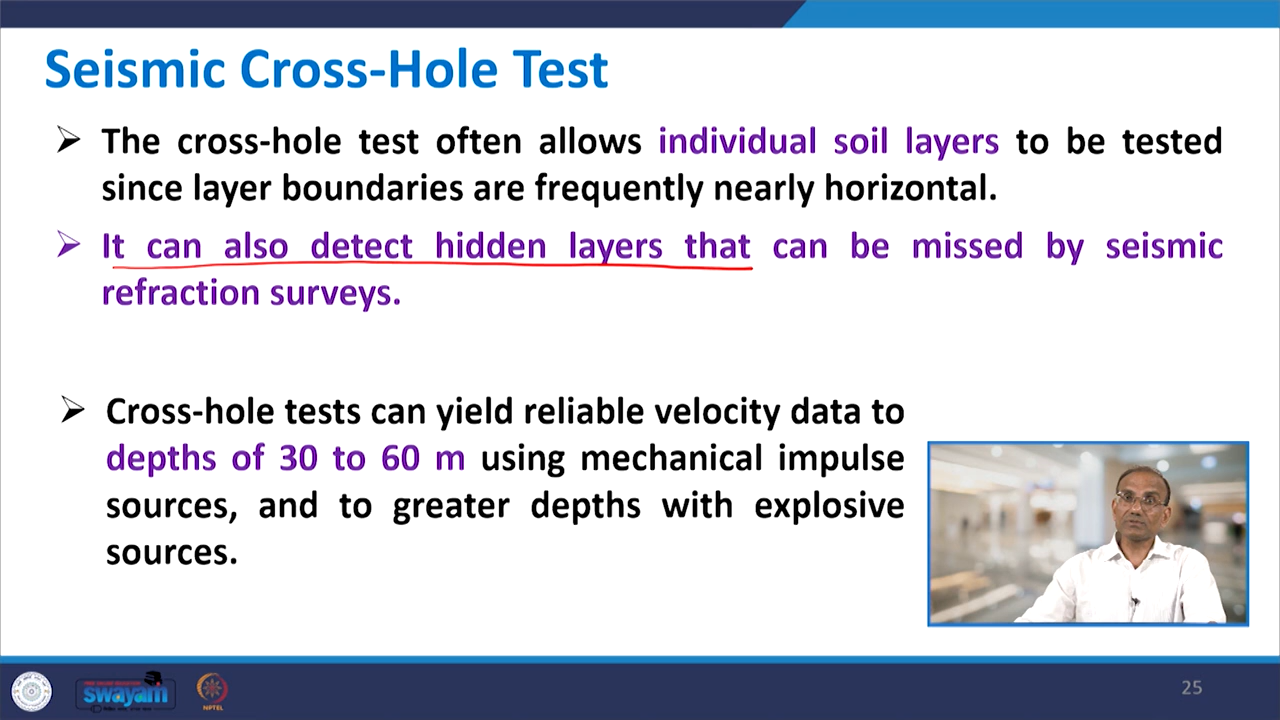 Seismic Cross-Hole Test
➢ The cross-hole test often allows individual soil layers to be tested
since layer boundaries are frequently nearly horizontal.
➢ It can also detect hidden layers that can be missed by seismic
refraction surveys.
➢ Cross-hole tests can yield reliable velocity data to
depths of 30 to 60 m using mechanical impulse
sources, and to greater depths with explosive
sources.
swayam
NPTEL
25